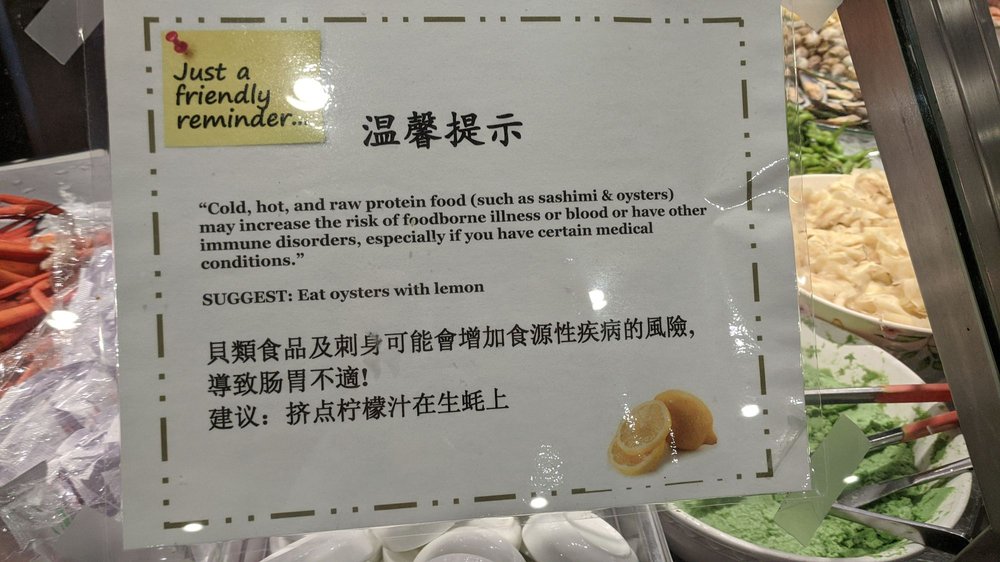 Just a
friendly
reminder...
温馨提示
“Cold, hot, and raw protein food (such as sashimi & oysters)
may increase the risk of foodborne illness or blood or have other
immune disorders, especially if you have certain medical
conditions.”
SUGGEST: Eat oysters with lemon
貝類食品及刺身可能會增加食源性疾病的風險,
導致肠胃不適!
建议：挤点柠檬汁在生蚝上